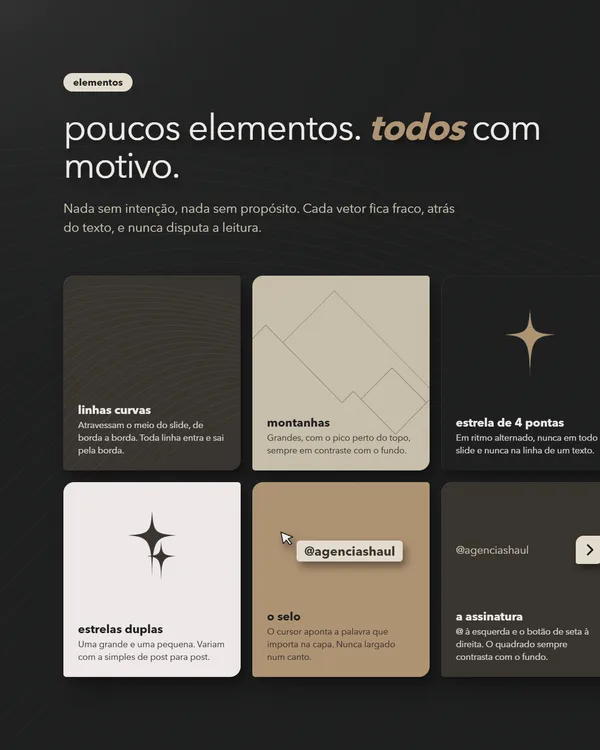 elementos
poucos elementos. todos com
motivo.
Nada sem intenção, nada sem propósito. Cada vetor fica fraco, atrás
do texto, e nunca disputa a leitura.
linhas curvas
Atravessam o meio do slide, de
borda a borda. Toda linha entra e sai
pela borda.
montanhas
Grandes, com o pico perto do topo,
sempre em contraste com o fundo.
estrela de 4 pontas
Em ritmo alternado, nunca em todo
slide e nunca na linha de um texto.
estrelas duplas
Uma grande e uma pequena. Variam
com a simples de post para post.
@agenciashaul
o selo
O cursor aponta a palavra que
importa na capa. Nunca largado
num canto.
@agenciashaul
a assinatura
@ à esquerda e o botão de seta à
direita. O quadrado sempre
contrasta com o fundo.